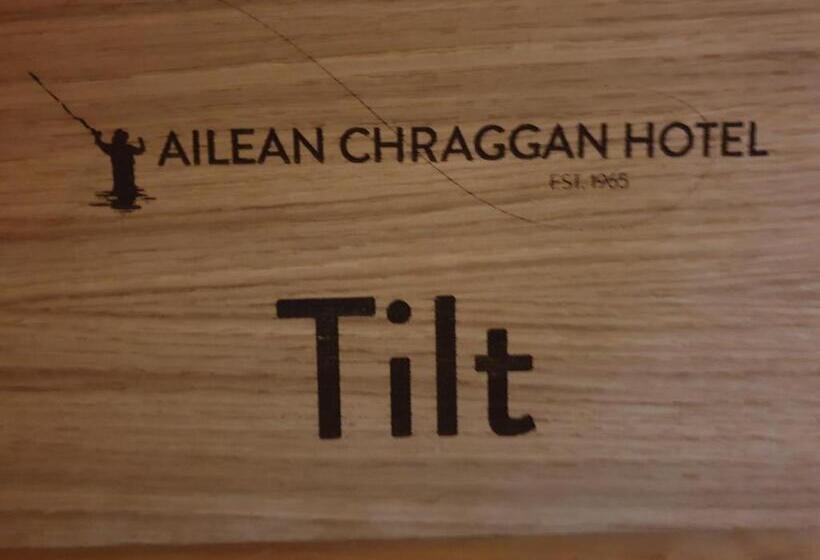 AILEAN CHRAGGAN HOTEL
EST. 1965
Tilt